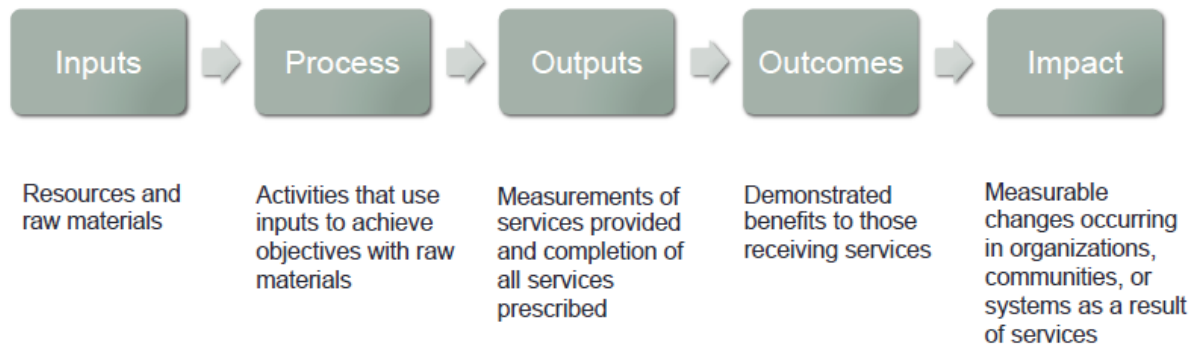 Inputs
Process
Outputs
Outcomes
Impact
Resources and
raw materials
Activities that use
inputs to achieve
objectives with raw
materials
Measurements of
services provided
and completion of
all services
prescribed
Demonstrated
benefits to those
receiving services
Measurable
changes occurring
in organizations,
communities, or
systems as a result
of services